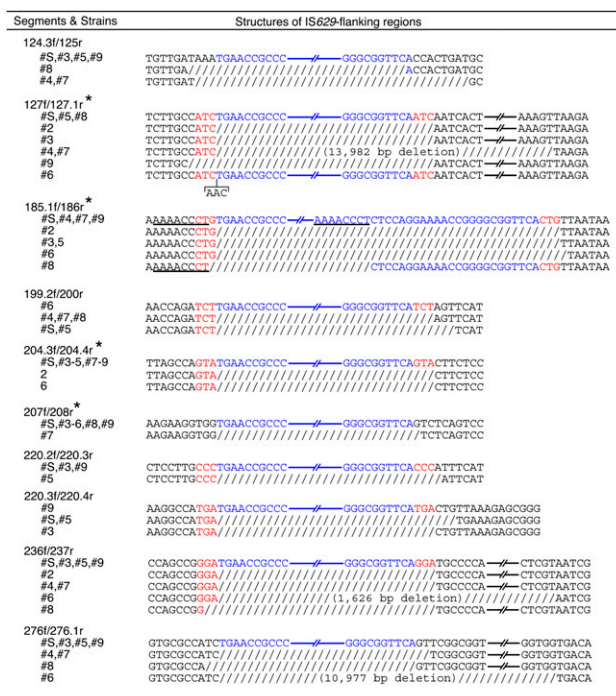 Segments & Strains Structures of IS629-flanking regions
124.3f/125r
#S,#3,#5,#9 TGTTGATAAATGAACCGCCC—//—GGGCGGTTCACCACTGATGC
#8 TGTTGA////////////////////////////////ACCACTGATGC
#4,#7 TGTTGAT////////////////////////////////////////GC
127f/127.1r*
#S,#5,#8 TCTTGCCATCTGAACCGCCC—//—GGGCGGTTCAATCAATCACT—//—AAAGTTAAGA
#2 TCTTGCCATC////////////////////////////////AATCACT—//—AAAGTTAAGA
#3 TCTTGCCATC////////////////////////////////AATCACT—//—AAAGTTAAGA
#4,#7 TCTTGCCATC////////////////(13,982 bp deletion)//////////////TAAGA
#9 TCTTGC////////////////////////////////////AATCACT—//—AAAGTTAAGA
#6 TCTTGCCATCTGAACCGCCC—//—GGGCGGTTCAATCAATCACT—//—AAAGTTAAGA
AAC
185.1f/186r*
#S,#4,#7,#9 AAAAACCCTGTGAACCGCCC—//—AAAACCCTCTCCAGGAAAACCGGGGCGGTTCACTGTTAATAA
#2 AAAAACCCTG////////////////////////////////////////////////////TTAATAA
#3,5 AAAAACCCTG////////////////////////////////////////////////////TTAATAA
#6 AAAAACCCTG////////////////////////////////////////////////////TTAATAA
#8 AAAAACCCT////////////////////////CTCCAGGAAAACCGGGGCGGTTCACTGTTAATAA
199.2f/200r
#6 AACCAGATCTTGAACCGCCC—//—GGGCGGTTCATCTAGTTCAT
#4,#7,#8 AACCAGATCT////////////////////////////////AGTTCAT
#S,#5 AACCAGATCT///////////////////////////////////TCAT
204.3f/204.4r*
#S,#3-5,#7-9 TTAGCCAGTATGAACCGCCC—//—GGGCGGTTCAGTACTTCTCC
2 TTAGCCAGTA////////////////////////////////CTTCTCC
6 TTAGCCAGTA////////////////////////////////CTTCTCC
207f/208r*
#S,#3-6,#8,#9 AAGAAGGTGGTGAACCGCCC—//—GGGCGGTTCAGTCTCAGTCC
#7 AAGAAGGTGG//////////////////////////////TCTCAGTCC
220.2f/220.3r
#S,#3,#9 CTCCTTGCCCTGAACCGCCC—//—GGGCGGTTCACCCATTTCAT
#5 CTCCTTGCCC////////////////////////////////ATTTCAT
220.3f/220.4r
#9 AAGGCCATGATGAACCGCCC—//—GGGCGGTTCATGACTGTTAAAGAGCGGG
#S,#5 AAGGCCATGA///////////////////////////////////TGAAAGAGCGGG
#3 AAGGCCATGA////////////////////////////////CTGTTAAAGAGCGGG
236f/237r
#S,#3,#5,#9 CCAGCCGGGATGAACCGCCC—//—GGGCGGTTCAGGATGCCCCA—//—CTCGTAATCG
#2 CCAGCCGGGA////////////////////////////////TGCCCCA—//—CTCGTAATCG
#4,#7 CCAGCCGGGA////////////////////////////////TGCCCCA—//—CTCGTAATCG
#6 CCAGCCGGGA////////////////(1,626 bp deletion)//////////////AATCG
#8 CCAGCCGG//////////////////////////////////TGCCCCA—//—CTCGTAATCG
276f/276.1r
#S,#3,#5,#9 GTGCGCCATCTGAACCGCCC—//—GGGCGGTTCAGTTCGGCGGT—//—GGTGGTGACA
#4,#7 GTGCGCCATC//////////////////////////////TTCGGCGGT—//—GGTGGTGACA
#8 GTGCGCCA///////////////////////////////GTTCGGCGGT—//—GGTGGTGACA
#6 GTGCGCCATC//////////////(10,977 bp deletion)///////////////TGACA